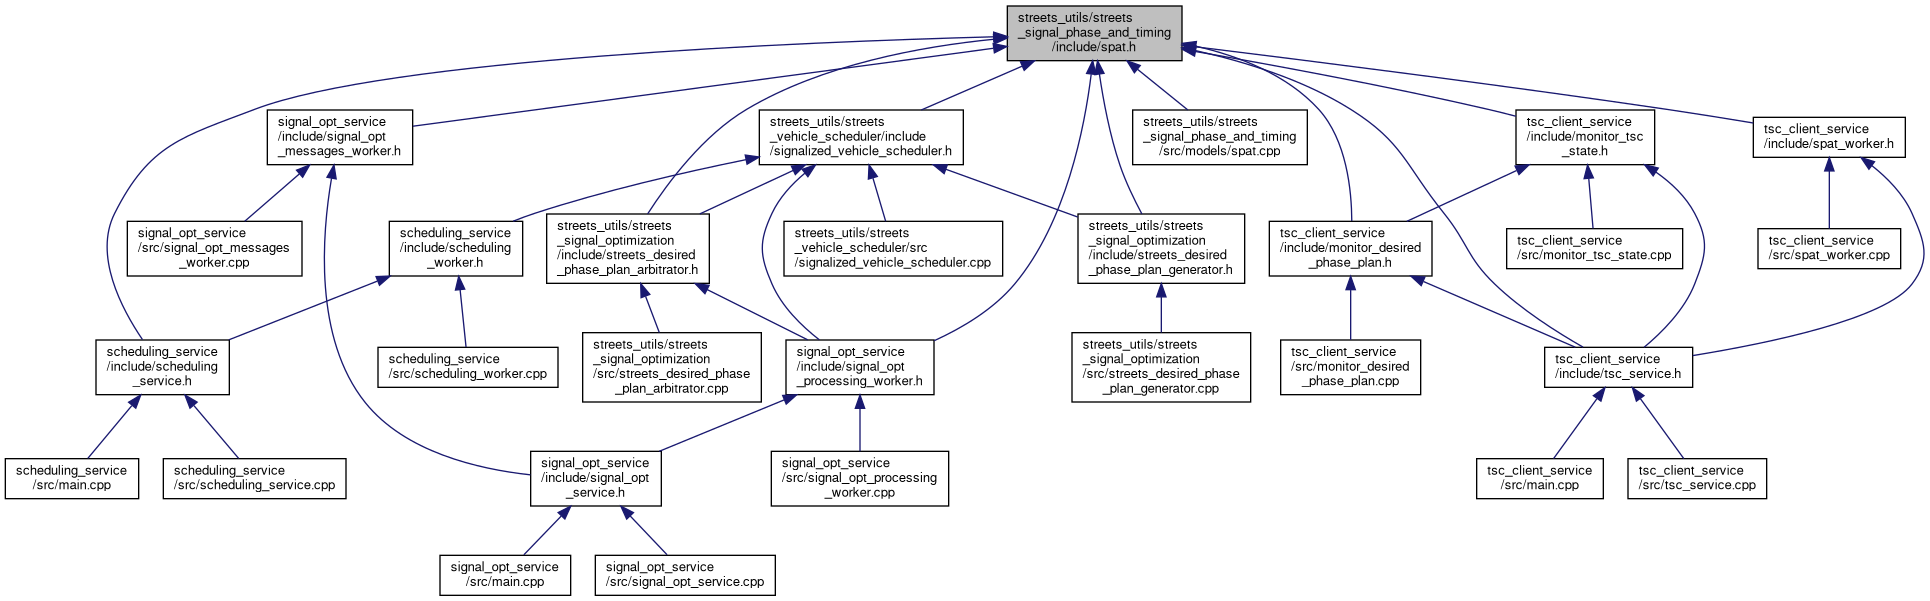 streets_utils/streets
_signal_phase_and_timing
/include/spat.h
signal_opt_service
/include/signal_opt
_messages_worker.h
streets_utils/streets
_vehicle_scheduler/include
/signalized_vehicle_scheduler.h
streets_utils/streets
_signal_phase_and_timing
/src/models/spat.cpp
tsc_client_service
/include/monitor_tsc
_state.h
tsc_client_service
/include/spat_worker.h
signal_opt_service
/src/signal_opt_messages
_worker.cpp
scheduling_service
/include/scheduling
_worker.h
streets_utils/streets
_signal_optimization
/include/streets_desired
_phase_plan_arbitrator.h
streets_utils/streets
_vehicle_scheduler/src
/signalized_vehicle_scheduler.cpp
streets_utils/streets
_signal_optimization
/include/streets_desired
_phase_plan_generator.h
tsc_client_service
/include/monitor_desired
_phase_plan.h
tsc_client_service
/src/monitor_tsc_state.cpp
tsc_client_service
/src/spat_worker.cpp
scheduling_service
/include/scheduling
_service.h
scheduling_service
/src/scheduling_worker.cpp
streets_utils/streets
_signal_optimization
/src/streets_desired_phase
_plan_arbitrator.cpp
signal_opt_service
/include/signal_opt
_processing_worker.h
streets_utils/streets
_signal_optimization
/src/streets_desired_phase
_plan_generator.cpp
tsc_client_service
/src/monitor_desired
_phase_plan.cpp
tsc_client_service
/include/tsc_service.h
scheduling_service
/src/main.cpp
scheduling_service
/src/scheduling_service.cpp
signal_opt_service
/include/signal_opt
_service.h
signal_opt_service
/src/signal_opt_processing
_worker.cpp
tsc_client_service
/src/main.cpp
tsc_client_service
/src/tsc_service.cpp
signal_opt_service
/src/main.cpp
signal_opt_service
/src/signal_opt_service.cpp